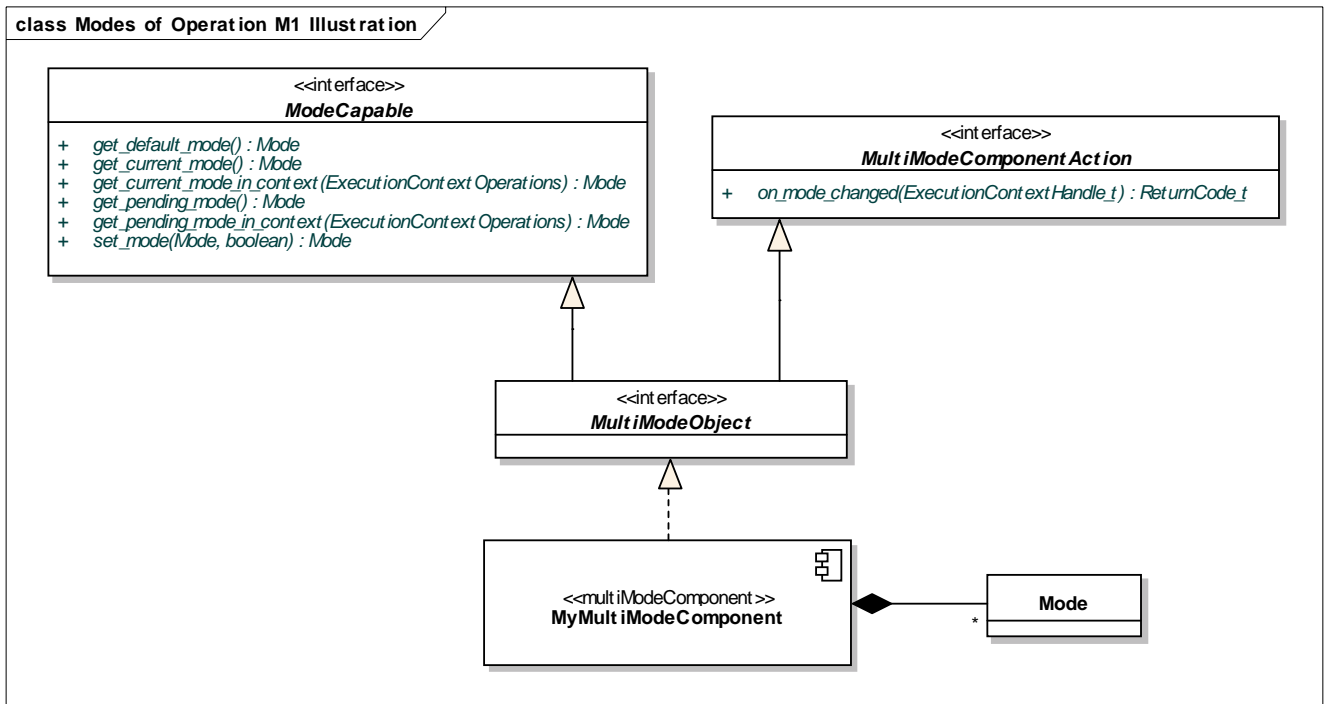 class Modes of Operation M1 Illustration
<<interface>>
ModeCapable
+ get_default_mode() : Mode
+ get_current_mode() : Mode
+ get_current_mode_in_context(ExecutionContextOperations) : Mode
+ get_pending_mode() : Mode
+ get_pending_mode_in_context(ExecutionContextOperations) : Mode
+ set_mode(Mode, boolean) : Mode
<<interface>>
MultiModeComponentAction
+ on_mode_changed(ExecutionContextHandle_t) : ReturnCode_t
<<interface>>
MultiModeObject
<<multiModeComponent>>
MyMultiModeComponent
Mode
*